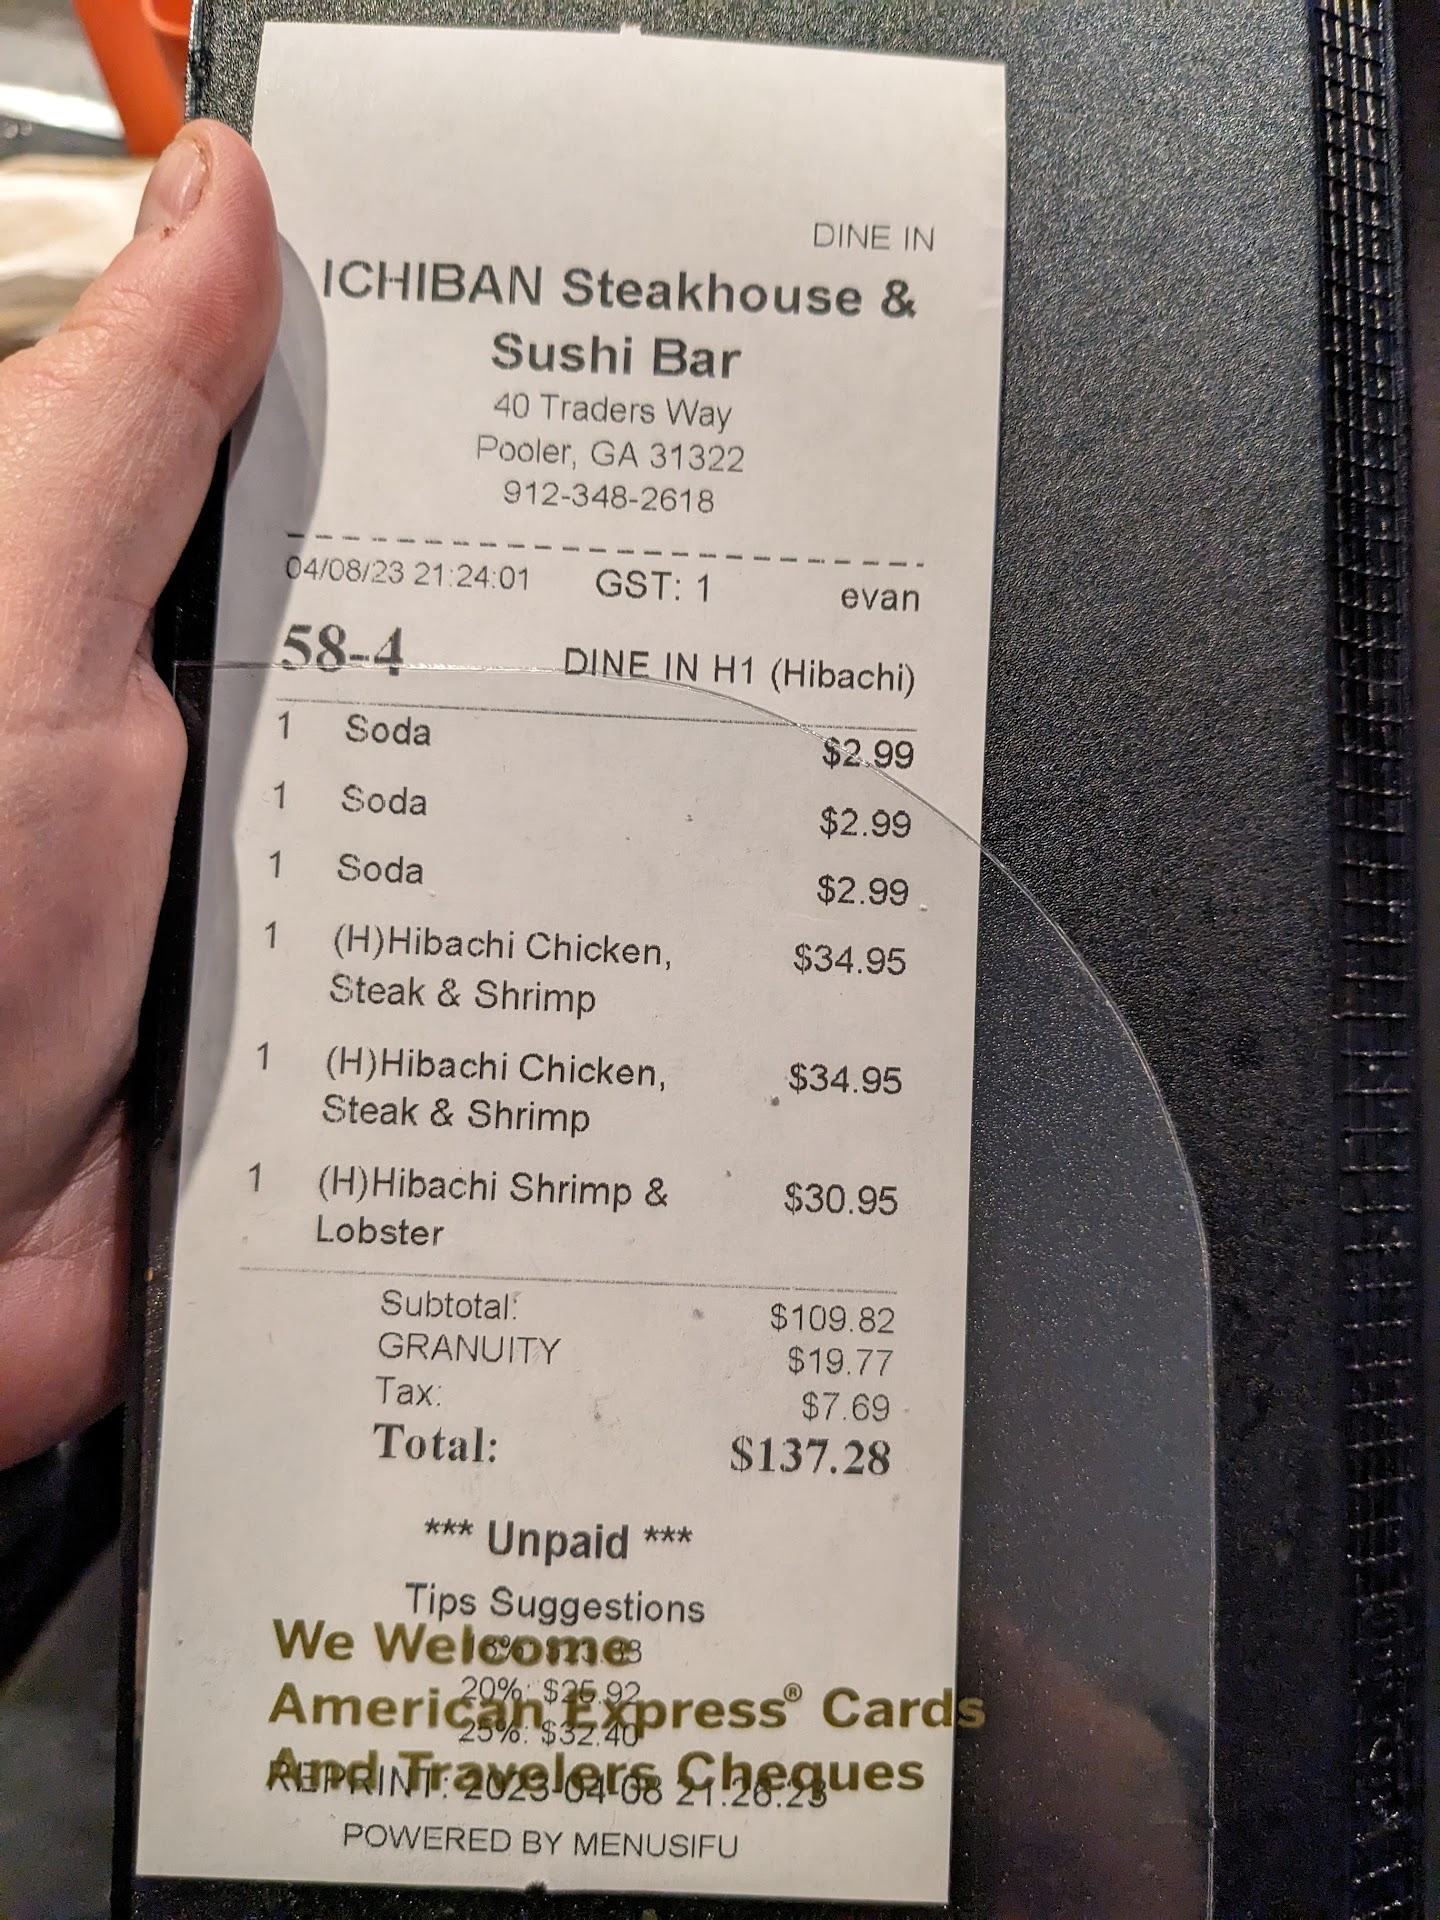 DINE IN
ICHIBAN Steakhouse &
Sushi Bar
40 Traders Way
Pooler, GA 31322
912-348-2618
04/08/23 21:24:01 GST: 1 evan
58-4 DINE IN H1 (Hibachi)
1 Soda $2.99
1 Soda $2.99
1 Soda $2.99
1 (H)Hibachi Chicken, $34.95
Steak & Shrimp
1 (H)Hibachi Chicken, $34.95
Steak & Shrimp
1 (H)Hibachi Shrimp & $30.95
Lobster
Subtotal: $109.82
GRANUITY $19.77
Tax: $7.69
Total: $137.28
*** Unpaid ***
Tips Suggestions
We Welcome
20%: $25.92
American Express® Cards
25%: $32.40
And Travelers Cheques
REPRINT: 2023-04-08
POWERED BY MENUSIFU